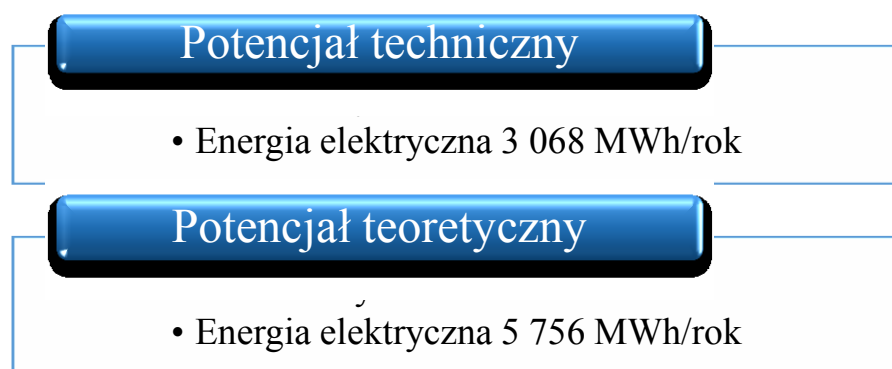 Potencjał techniczny
• Energia elektryczna 3 068 MWh/rok
Potencjał teoretyczny
• Energia elektryczna 5 756 MWh/rok